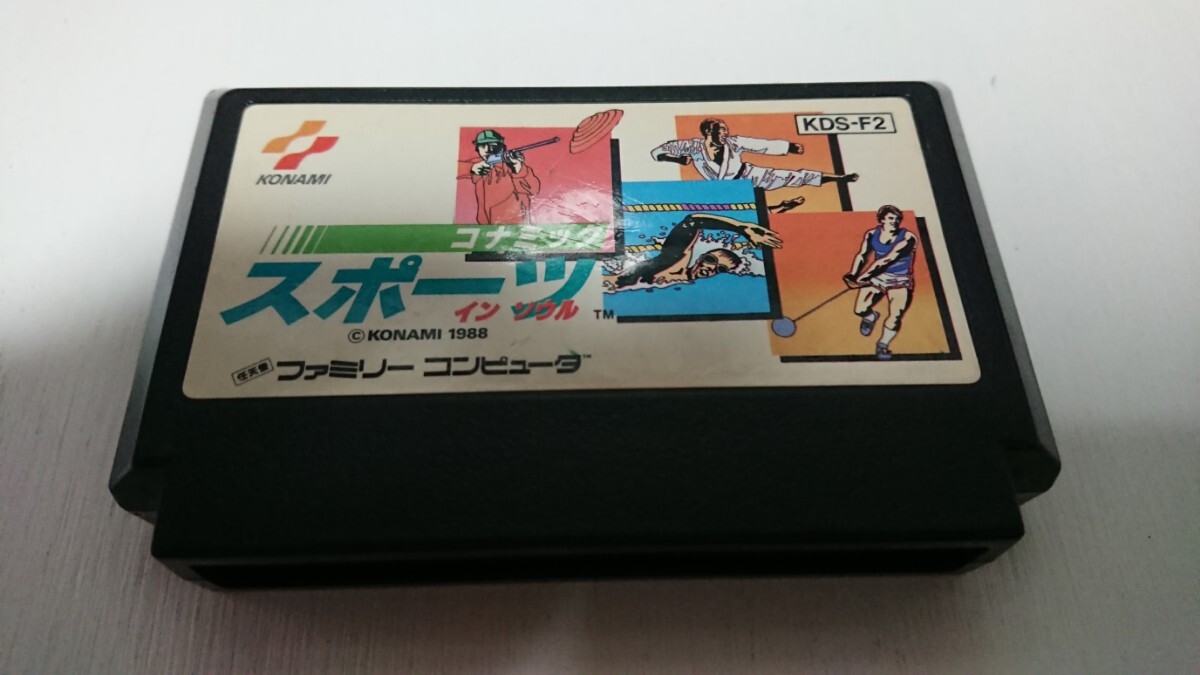 KONAMI
KDS-F2
コナミック
スポーツ
イン ソウル TM
© KONAMI 1988
任天堂 ファミリー コンピュータ TM